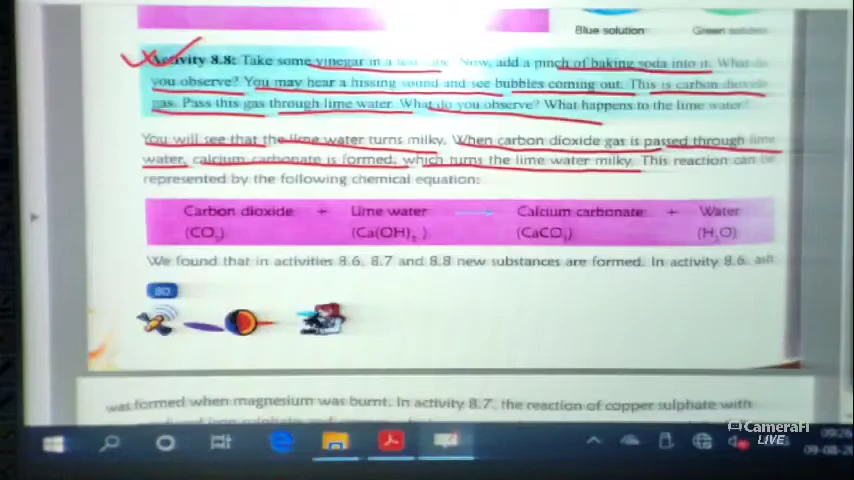 Blue solution Green
Activity 8.8: Take some vinegar in a test tube. Now, add a pinch of baking soda into it. What do
you observe? You may hear a hissing sound and see bubbles coming out. This is carbon dioxide
gas. Pass this gas through lime water. What do you observe? What happens to the lime water?
You will see that the lime water turns milky. When carbon dioxide gas is passed through lime
water, calcium carbonate is formed, which turns the lime water milky. This reaction can be
represented by the following chemical equation:
Carbon dioxide + Lime water → Calcium carbonate + Water
(CO₂) (Ca(OH)₂ ) (CaCO₃) (H₂O)
We found that in activities 8.6, 8.7 and 8.8 new substances are formed. In activity 8.6, ash
80
was formed when magnesium was burnt. In activity 8.7, the reaction of copper sulphate with
CameraFi
LIVE
09:26
09-08-20